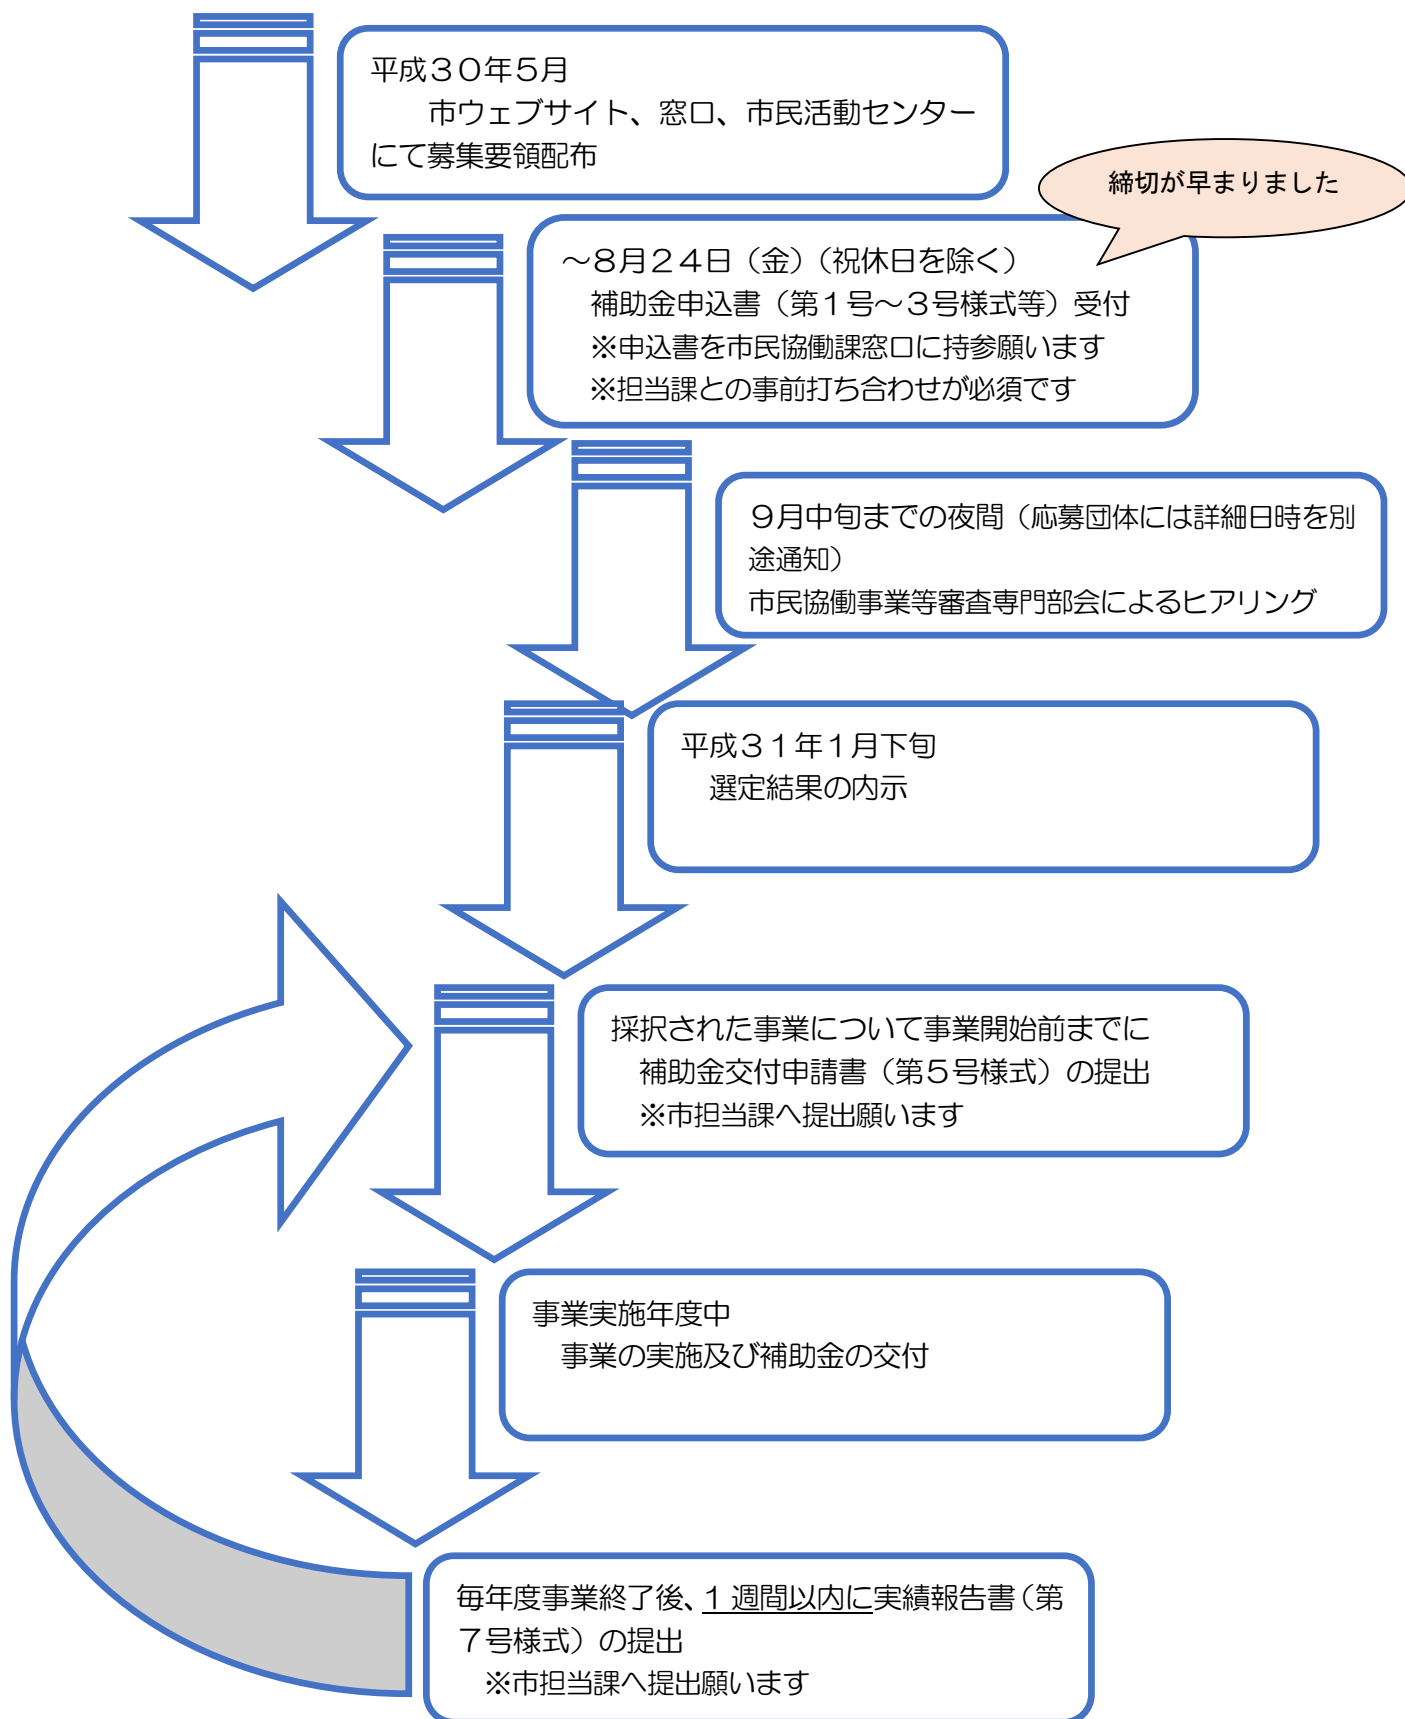 平成３０年５月
市ウェブサイト、窓口、市民活動センター
にて募集要領配布
締切が早まりました
～８月２４日（金）（祝休日を除く）
補助金申込書（第１号～３号様式等）受付
※申込書を市民協働課窓口に持参願います
※担当課との事前打ち合わせが必須です
９月中旬までの夜間（応募団体には詳細日時を別
途通知）
市民協働事業等審査専門部会によるヒアリング
平成３１年１月下旬
選定結果の内示
採択された事業について事業開始前までに
補助金交付申請書（第５号様式）の提出
※市担当課へ提出願います
事業実施年度中
事業の実施及び補助金の交付
毎年度事業終了後、１週間以内に実績報告書（第
７号様式）の提出
※市担当課へ提出願います